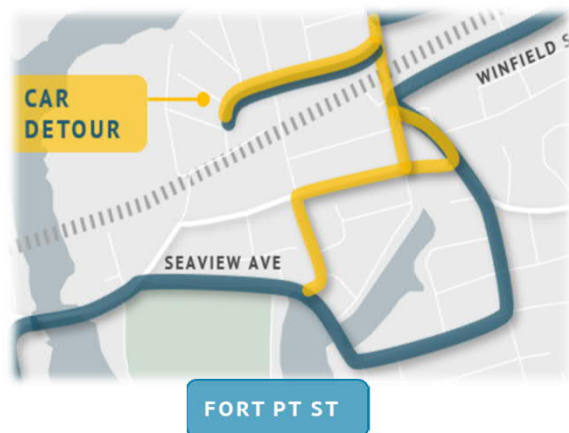 CAR
DETOUR
WINFIELD S
SEAVIEW AVE
FORT PT ST